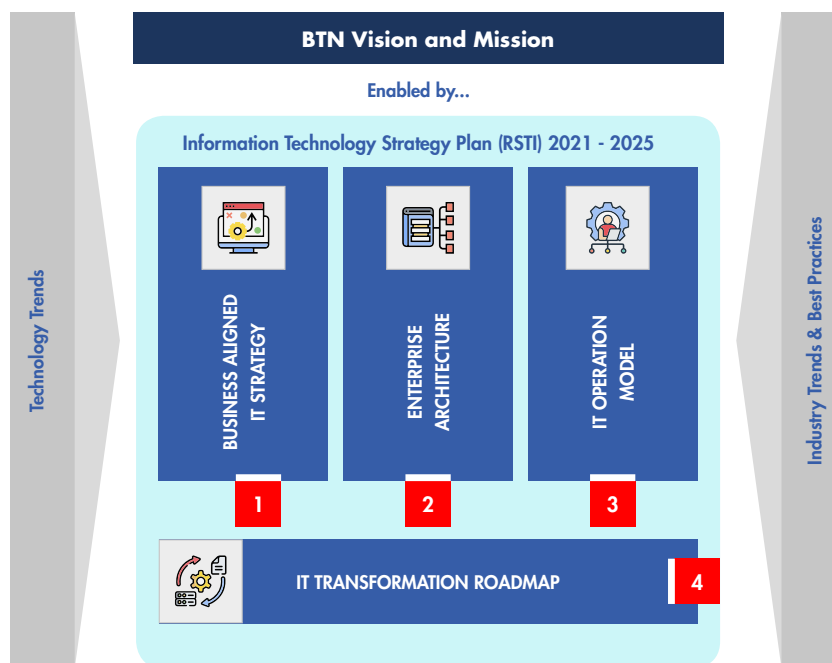 BTN Vision and Mission
Enabled by...
Information Technology Strategy Plan (RSTI) 2021 - 2025
Technology Trends
BUSINESS ALIGNED
IT STRATEGY
ENTERPRISE
ARCHITECTURE
IT OPERATION
MODEL
Industry Trends & Best Practices
1
2
3
IT TRANSFORMATION ROADMAP
4